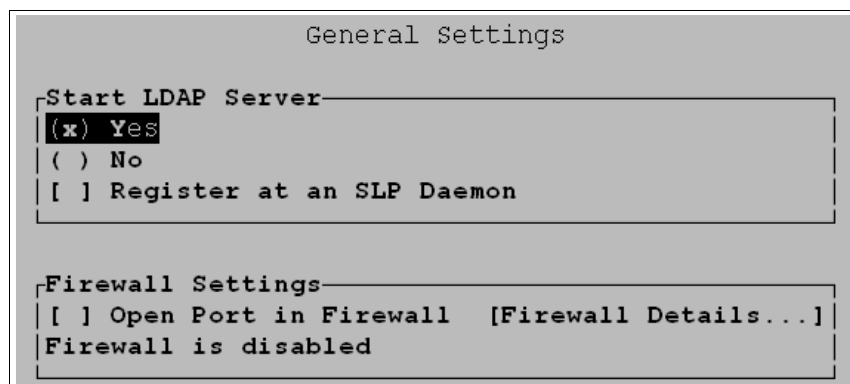 General Settings
Start LDAP Server
(x) Yes
( ) No
[ ] Register at an SLP Daemon
Firewall Settings
[ ] Open Port in Firewall [Firewall Details...]
Firewall is disabled